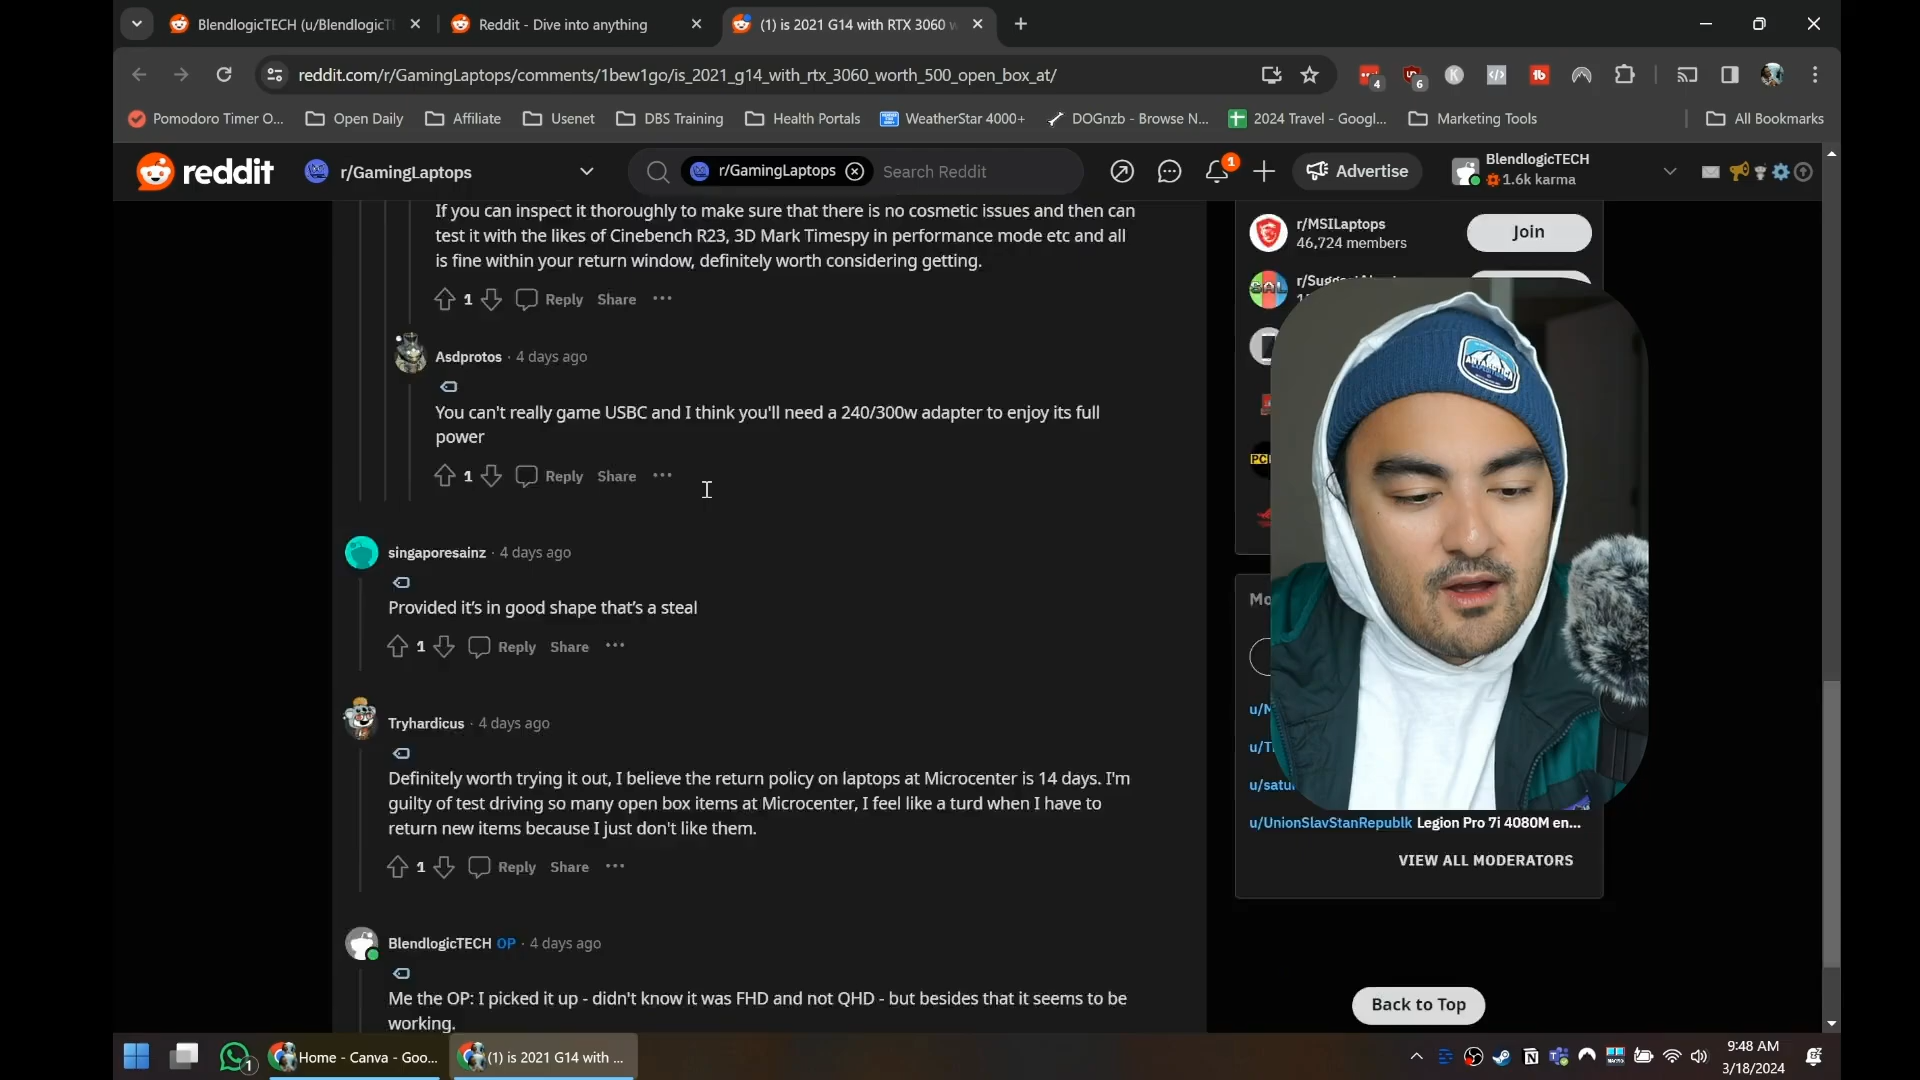 BlendlogicTECH (u/BlendlogicT
Reddit - Dive into anything
(1) is 2021 G14 with RTX 3060 w
reddit.com/r/GamingLaptops/comments/1bew1go/is_2021_g14_with_rtx_3060_worth_500_open_box_at/
4
6
K
tb
Pomodoro Timer O...
Open Daily
Affiliate
Usenet
DBS Training
Health Portals
WeatherStar 4000+
DOGnzb - Browse N...
2024 Travel - Googl...
Marketing Tools
All Bookmarks
reddit
r/GamingLaptops
r/GamingLaptops
Search Reddit
1
Advertise
BlendlogicTECH
1.6k karma
If you can inspect it thoroughly to make sure that there is no cosmetic issues and then can
test it with the likes of Cinebench R23, 3D Mark Timespy in performance mode etc and all
is fine within your return window, definitely worth considering getting.
1 Reply Share ...
Asdprotos · 4 days ago
You can't really game USBC and I think you'll need a 240/300w adapter to enjoy its full
power
1 Reply Share ...
singaporesainz · 4 days ago
Provided it's in good shape that's a steal
1 Reply Share ...
Tryhardicus · 4 days ago
Definitely worth trying it out, I believe the return policy on laptops at Microcenter is 14 days. I'm
guilty of test driving so many open box items at Microcenter, I feel like a turd when I have to
return new items because I just don't like them.
1 Reply Share ...
BlendlogicTECH OP · 4 days ago
Me the OP: I picked it up - didn't know it was FHD and not QHD - but besides that it seems to be
working.
r/MSILaptops
46,724 members
Join
SAL
ANTARCTICA
Mo
u/T
u/satu
u/UnionSlavStanRepublk Legion Pro 7i 4080M en...
VIEW ALL MODERATORS
Back to Top
1
Home - Canva - Goo...
(1) is 2021 G14 with ...
9:48 AM
3/18/2024